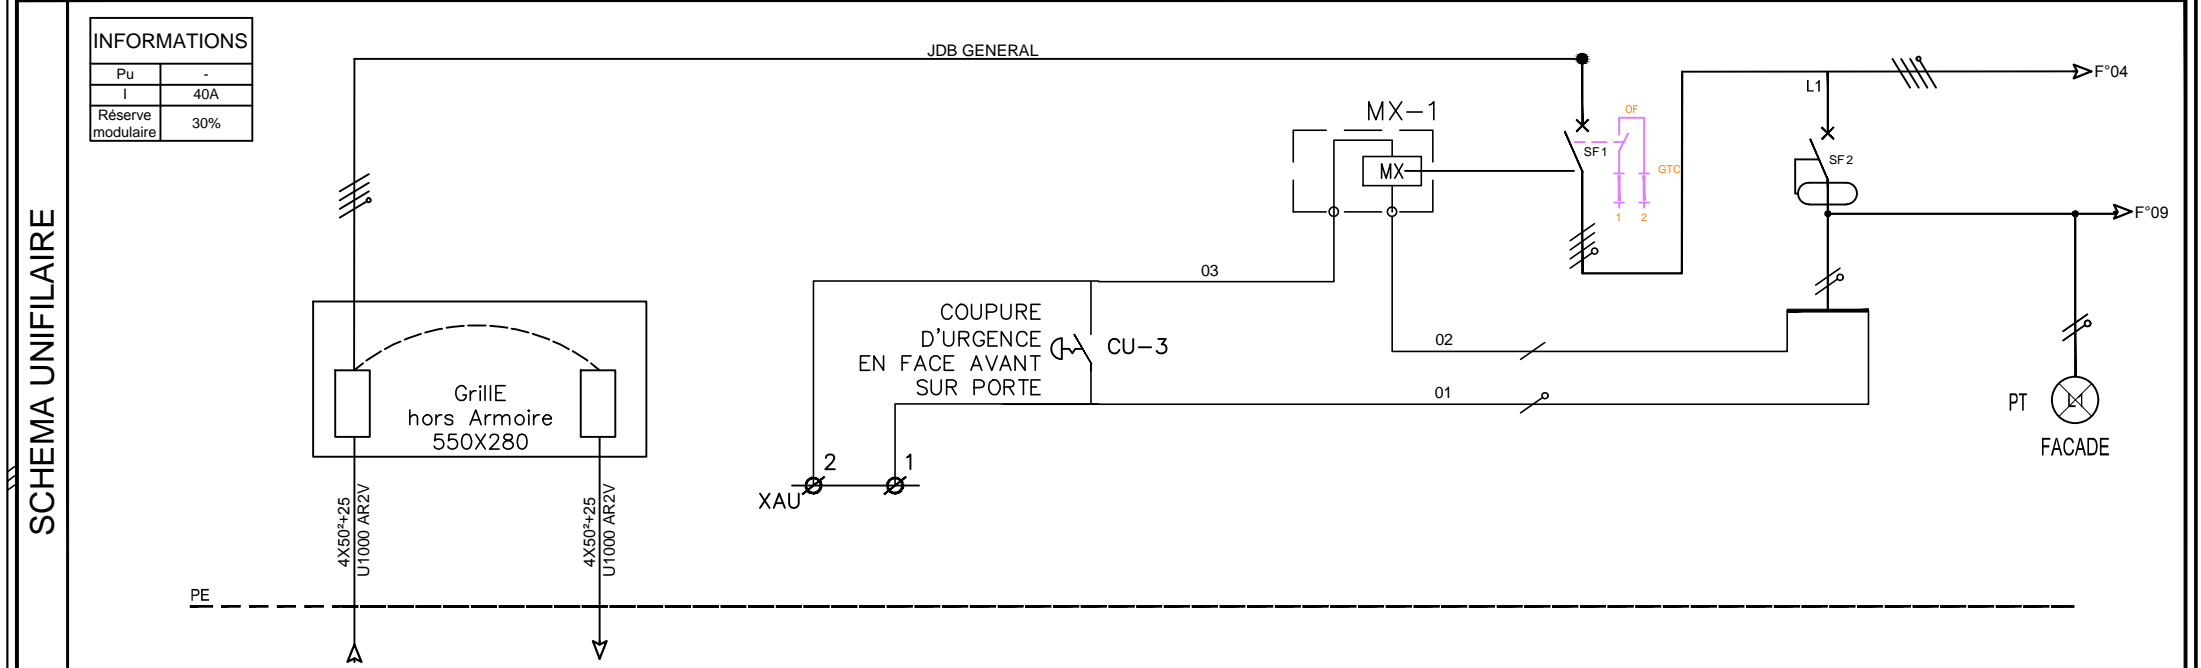 INFORMATIONS
Pu -
I 40A
Réserve
modulaire 30%
SCHEMA UNIFILAIRE
JDB GENERAL
MX-1
MX
SF1
OF
GTC
1 2
L1
F°04
SF2
F°09
03
COUPURE
D'URGENCE
EN FACE AVANT
SUR PORTE
CU-3
02
01
GrillE
hors Armoire
550X280
2 1
XAU
PT
L1
FACADE
4X50²+25
U1000 AR2V
4X50²+25
U1000 AR2V
PE